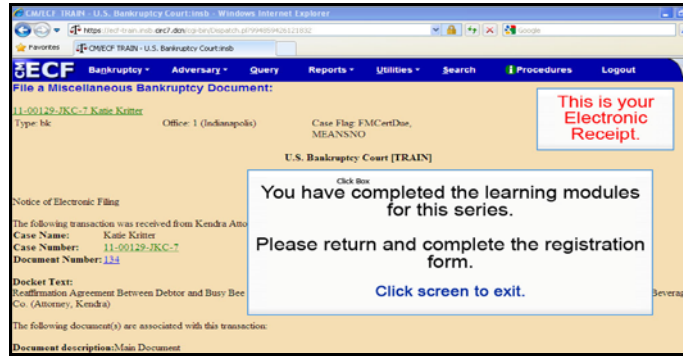 CM/ECF TRAIN - U.S. Bankruptcy Court:insb - Windows Internet Explorer
Google
Favorites CM/ECF TRAIN - U.S. Bankruptcy Court:insb
ECF Bankruptcy Adversary Query Reports Utilities Search Procedures Logout
File a Miscellaneous Bankruptcy Document:
This is your
Electronic
Receipt.
11-00129-JKC-7 Katie Kritter
Type: bk Office: 1 (Indianapolis) Case Flag: FMCertDue,
MEANSNO
U.S. Bankruptcy Court [TRAIN]
Click Box
You have completed the learning modules
for this series.
Please return and complete the registration
form.
Click screen to exit.
Notice of Electronic Filing
The following transaction was received from Kendra
Case Name: Katie Kritter
Case Number: 11-00129-JKC-7
Document Number: 134
Docket Text:
Reaffirmation Agreement Between Debtor and Busy Bee
Co. (Attorney, Kendra)
The following document(s) are associated with this transaction:
Document description:Main Document